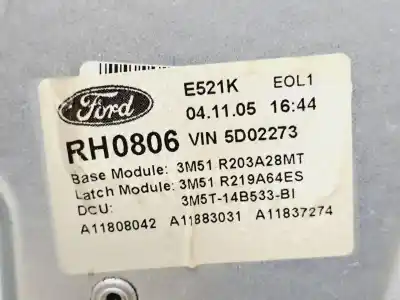 Ford E521K EOL1
04.11.05 16:44
RH0806 VIN 5D02273
Base Module: 3M51 R203A28MT
Latch Module: 3M51 R219A64ES
DCU: 3M5T-14B533-BI
A11808042 A11883031 A11837274